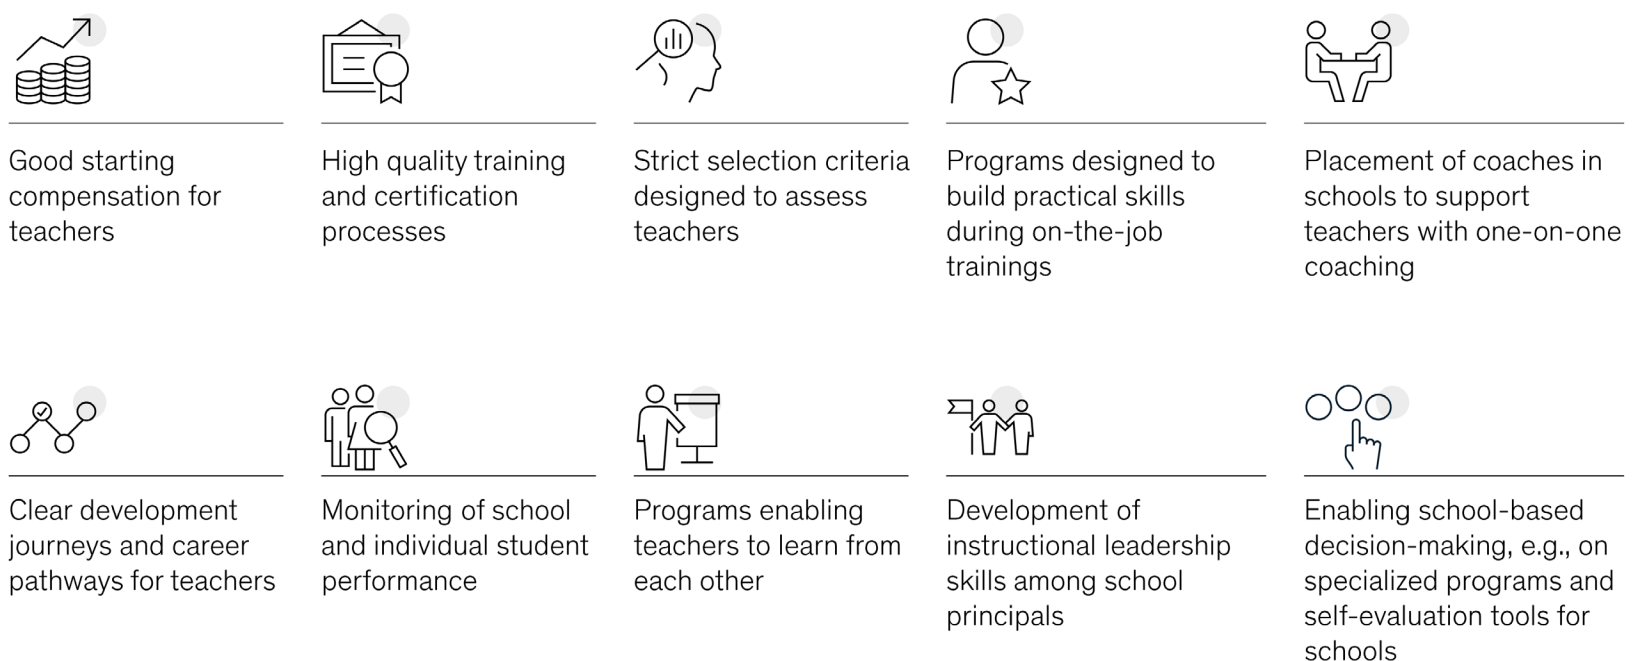 Good starting
compensation for
teachers
High quality training
and certification
processes
Strict selection criteria
designed to assess
teachers
Programs designed to
build practical skills
during on-the-job
trainings
Placement of coaches in
schools to support
teachers with one-on-one
coaching
Clear development
journeys and career
pathways for teachers
Monitoring of school
and individual student
performance
Programs enabling
teachers to learn from
each other
Development of
instructional leadership
skills among school
principals
Enabling school-based
decision-making, e.g., on
specialized programs and
self-evaluation tools for
schools